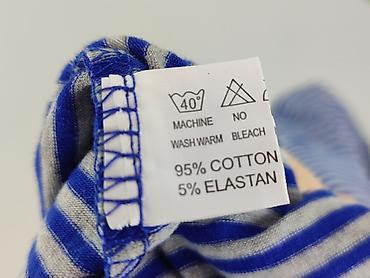 40°
MACHINE NO
WASH WARM BLEACH
95% COTTON
5% ELASTAN